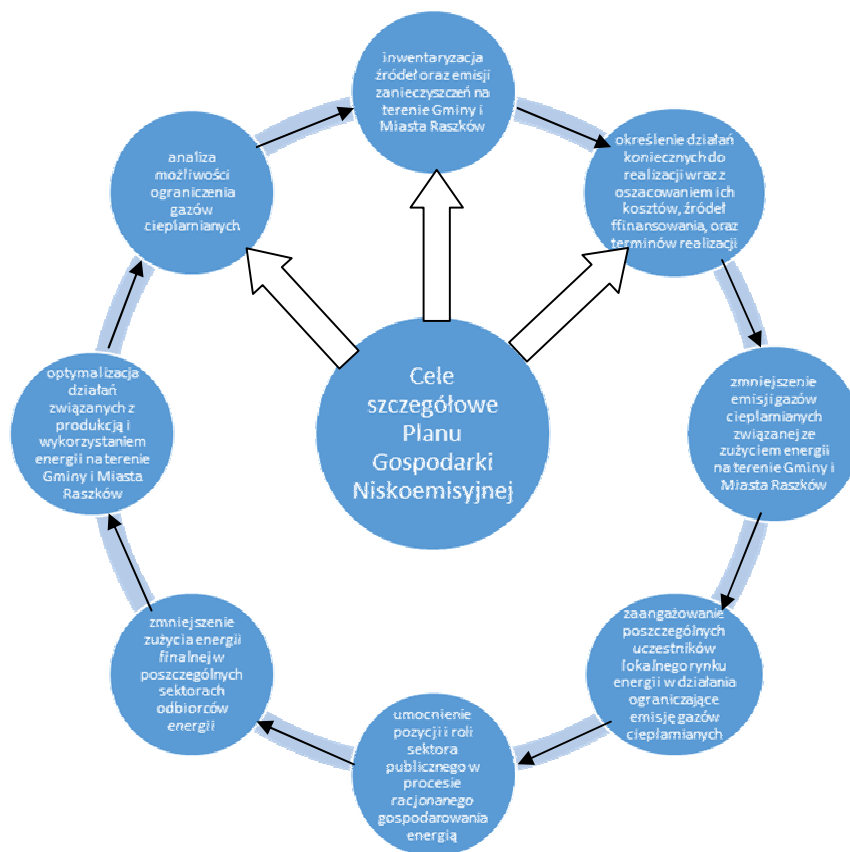 inwentaryzacja
źródeł oraz emisji
zanieczyszczeń na
terenie Gminy i
Miasta Raszków
określenie działań
koniecznych do
realizacji wraz z
oszacowaniem ich
kosztów, źródeł
ffinansowania, oraz
terminów realizacji
zmniejszenie
emisji gazów
cieplarnianych
związanej ze
zużyciem energii
na terenie Gminy i
Miasta Raszków
zaangażowanie
poszczególnych
uczestników
lokalnego rynku
energii w działania
ograniczające
emisję gazów
cieplarnianych
umocnienie
pozycji i roli
sektora
publicznego w
procesie
racjonanego
gospodarowania
energią
zmniejszenie
zużycia energii
finalnej w
poszczególnych
sektorach
odbiorców
energii
optymalizacja
działań
związanych z
produkcją i
wykorzystaniem
energii na terenie
Gminy i Miasta
Raszków
analiza
możliwości
ograniczenia
gazów
cieplarnianych
Cele
szczegółowe
Planu
Gospodarki
Niskoemisyjnej